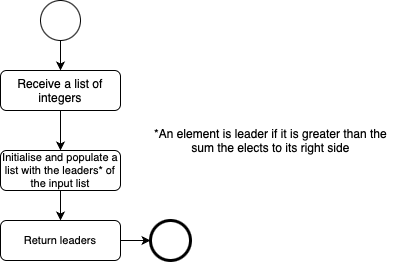 Receive a list of
integers
*An element is leader if it is greater than the
sum the elects to its right side
Initialise and populate a
list with the leaders* of
the input list
Return leaders